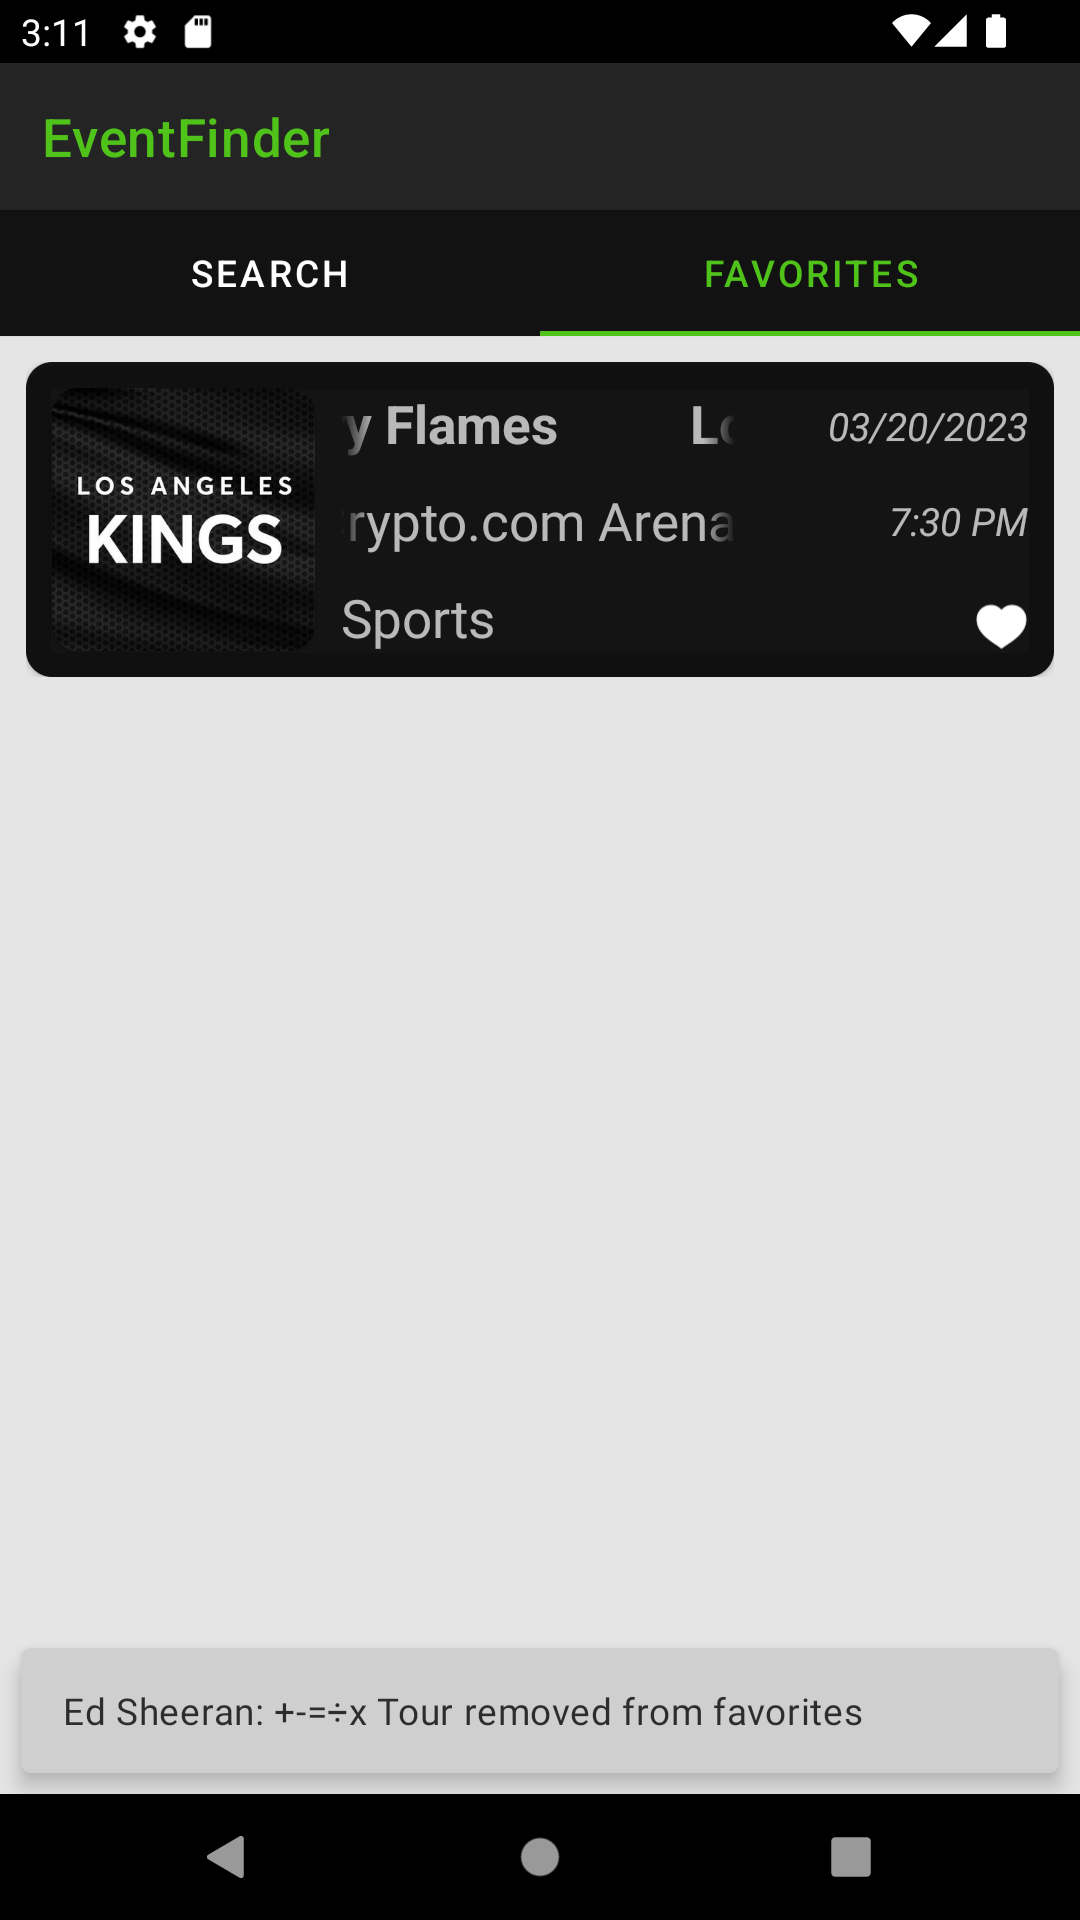 3:11
EventFinder
SEARCH
FAVORITES
LOS ANGELES
KINGS
y Flames
Lo
03/20/2023
rypto.com Arena
7:30 PM
Sports
Ed Sheeran: +-=÷x Tour removed from favorites